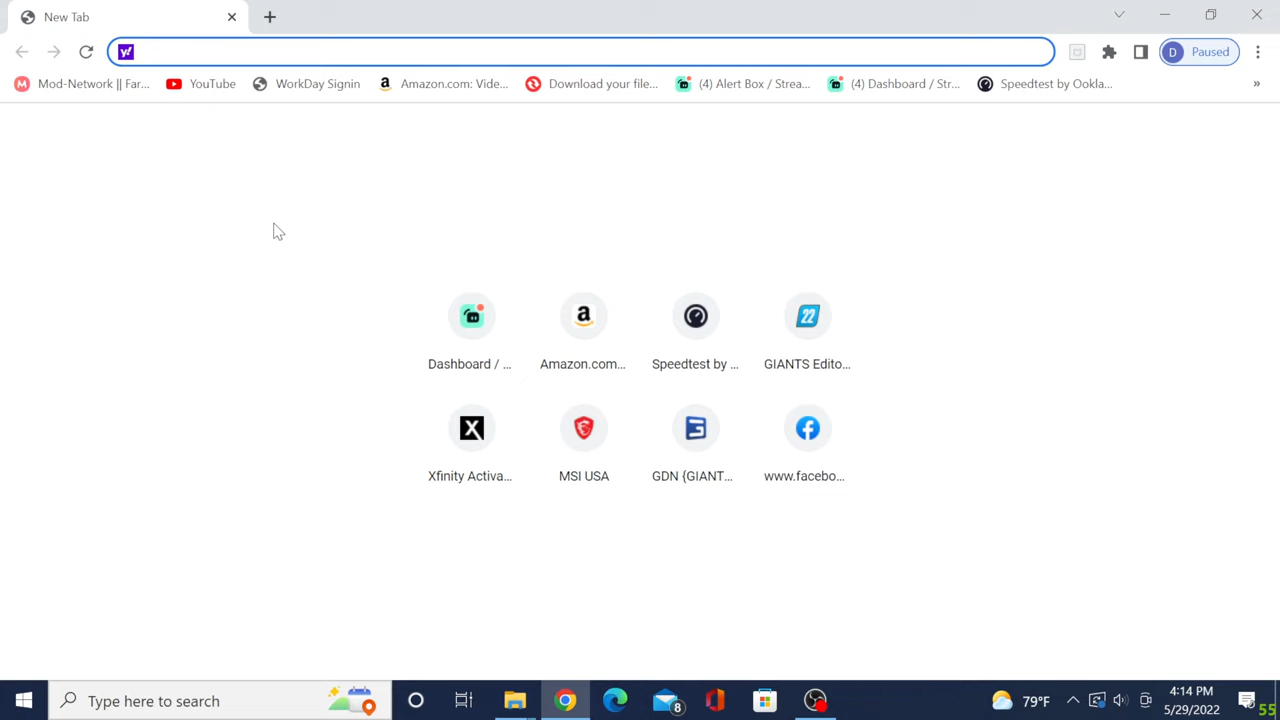 New Tab
y!
D Paused
Mod-Network || Far... YouTube WorkDay Signin a Amazon.com: Vide... Download your file... (4) Alert Box / Strea... (4) Dashboard / Str... Speedtest by Ookla... »
a 22
Dashboard / ... Amazon.com... Speedtest by ... GIANTS Edito...
X G f
Xfinity Activa... MSI USA GDN {GIANT... www.facebo...
Type here to search 8 79°F 4:14 PM
5/29/2022 55